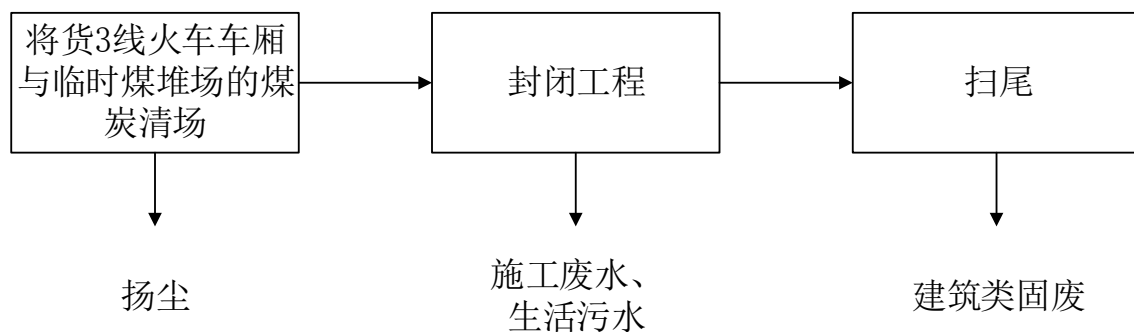 将货3线火车车厢
与临时煤堆场的煤
炭清场
封闭工程
扫尾
扬尘
施工废水、
生活污水
建筑类固废